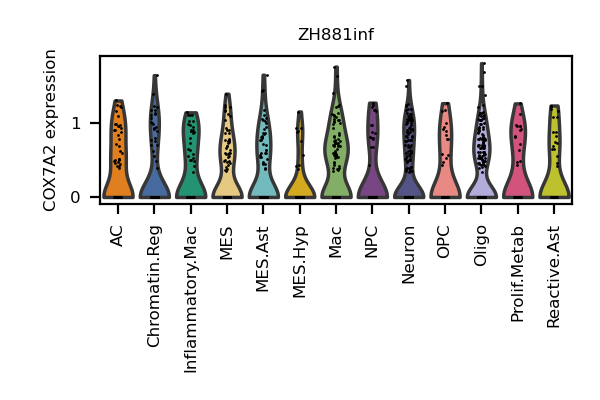 ZH881inf
COX7A2 expression
1
0
AC
Chromatin.Reg
Inflammatory.Mac
MES
MES.Ast
MES.Hyp
Mac
NPC
Neuron
OPC
Oligo
Prolif.Metab
Reactive.Ast